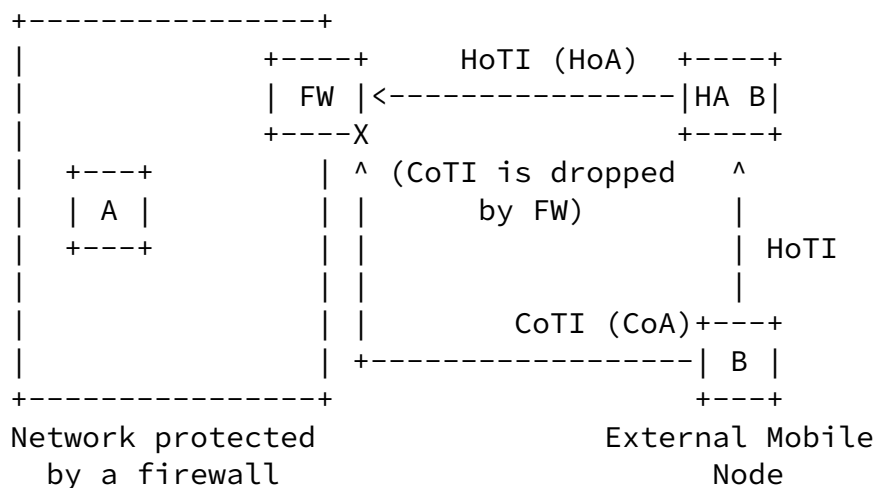 HoTI (HoA)
FW
HA B
X
(CoTI is dropped
by FW)
A
HoTI
CoTI (CoA)
B
Network protected External Mobile
by a firewall Node